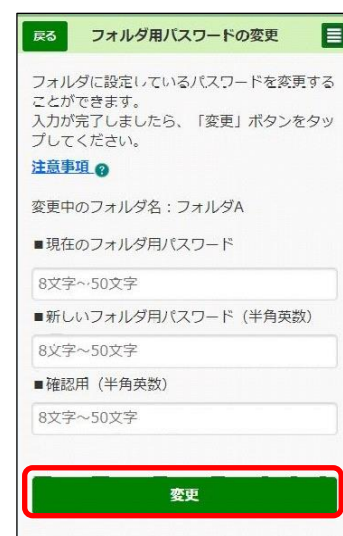 戻る フォルダ用パスワードの変更
フォルダに設定しているパスワードを変更する
ことができます。
入力が完了しましたら、「変更」ボタンをタッ
プしてください。
注意事項 ?
変更中のフォルダ名：フォルダA
■現在のフォルダ用パスワード
8文字～50文字
■新しいフォルダ用パスワード（半角英数）
8文字～50文字
■確認用（半角英数）
8文字～50文字
変更